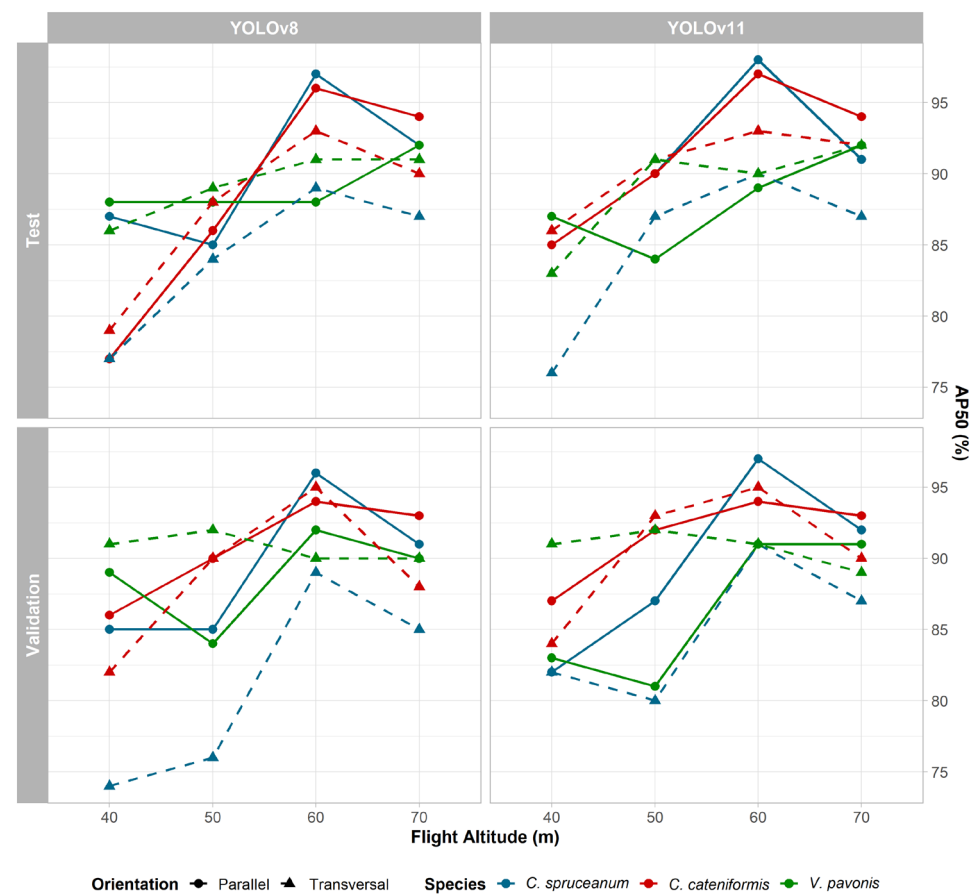 YOLOv8 YOLOv11
Test
95
90
85
80
75
Validation
95
90
85
80
75
AP50 (%)
40 50 60 70 40 50 60 70
Flight Altitude (m)
Orientation Parallel Transversal Species C. spruceanum C. cateniformis V. pavonis